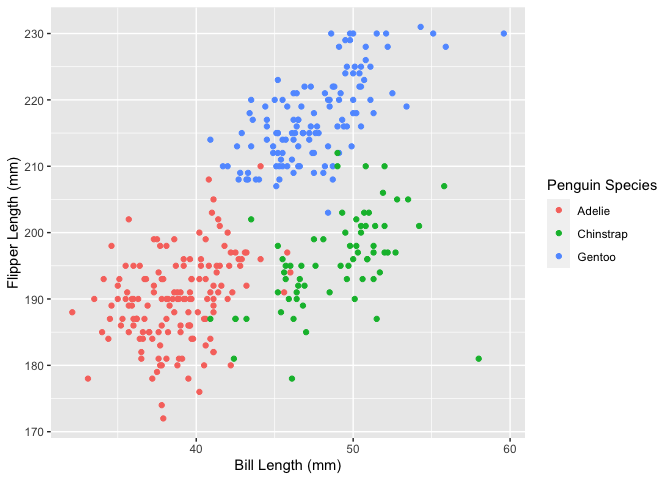 230
220
210
200
190
180
170
Flipper Length (mm)
40
50
60
Bill Length (mm)
Penguin Species
Adelie
Chinstrap
Gentoo